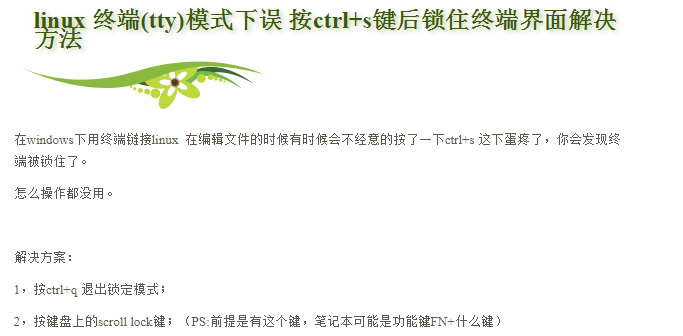 linux 终端(tty)模式下误 按ctrl+s键后锁住终端界面解决
方法
在windows下用终端链接linux  在编辑文件的时候有时候会不经意的按了一下ctrl+s 这下蛋疼了，你会发现终
端被锁住了。
怎么操作都没用。
解决方案：
1，按ctrl+q 退出锁定模式；
2，按键盘上的scroll lock键；（PS:前提是有这个键，笔记本可能是功能键FN+什么键）